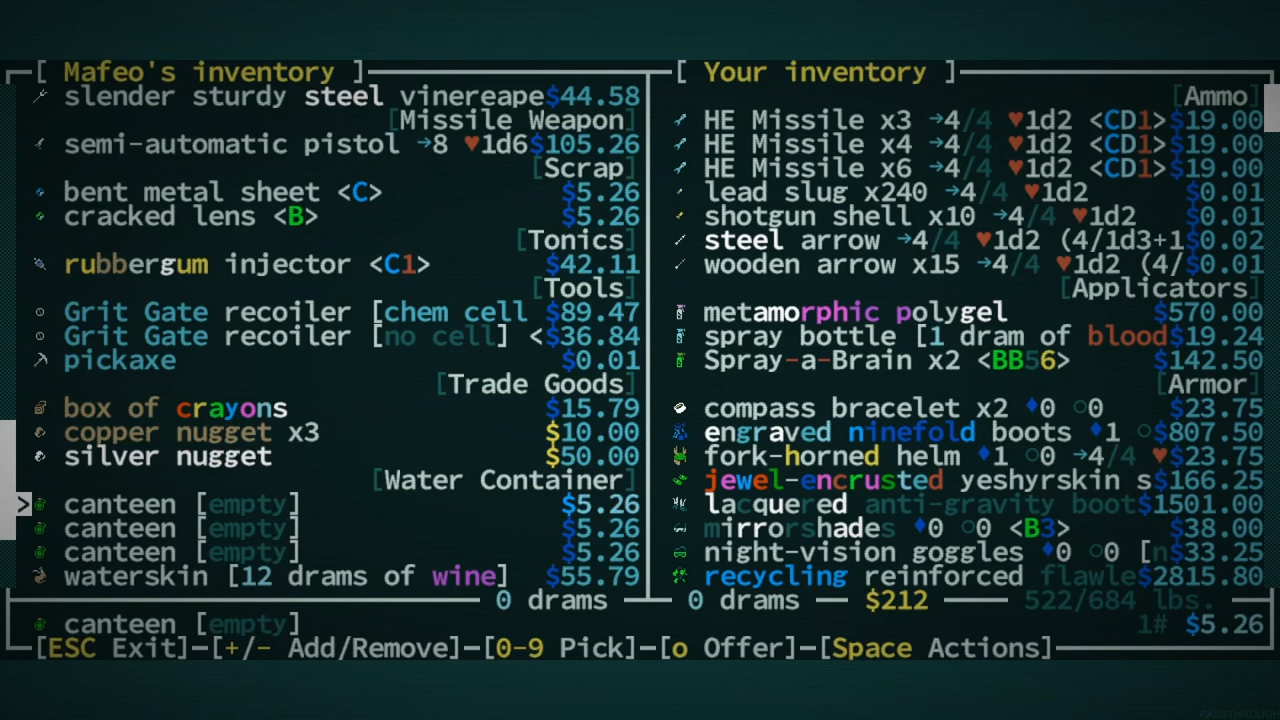 [ Mafeo's inventory ]
slender sturdy steel vinereape$44.58
[Missile Weapon]
semi-automatic pistol →8 ♥1d6$105.26
[Scrap]
bent metal sheet <C> $5.26
cracked lens <B> $5.26
[Tonics]
rubbergum injector <C1> $42.11
[Tools]
Grit Gate recoiler [chem cell $89.47
Grit Gate recoiler [no cell] <$36.84
pickaxe $0.01
[Trade Goods]
box of crayons $15.79
copper nugget x3 $10.00
silver nugget $50.00
[Water Container]
> canteen [empty] $5.26
canteen [empty] $5.26
canteen [empty] $5.26
waterskin [12 drams of wine] $55.79
0 drams
[ Your inventory ]
[Ammo]
HE Missile x3 →4/4 ♥1d2 <CD1>$19.00
HE Missile x4 →4/4 ♥1d2 <CD1>$19.00
HE Missile x6 →4/4 ♥1d2 <CD1>$19.00
lead slug x240 →4/4 ♥1d2 $0.01
shotgun shell x10 →4/4 ♥1d2 $0.01
steel arrow →4/4 ♥1d2 (4/1d3+1$0.02
wooden arrow x15 →4/4 ♥1d2 (4/$0.01
[Applicators]
metamorphic polygel $570.00
spray bottle [1 dram of blood$19.24
Spray-a-Brain x2 <BB56> $142.50
[Armor]
compass bracelet x2 ♦0 ○0 $23.75
engraved ninefold boots ♦1 ○$807.50
fork-horned helm ♦1 ○0 →4/4 ♥$23.75
jewel-encrusted yeshyrskin s$166.25
lacquered anti-gravity boot$1501.00
mirrorshades ♦0 ○0 <B3> $38.00
night-vision goggles ♦0 ○0 [n$33.25
recycling reinforced flawle$2815.80
0 drams — $212 — 522/684 lbs.
canteen [empty] 1# $5.26
[ESC Exit]—[+/- Add/Remove]—[0-9 Pick]—[o Offer]—[Space Actions]